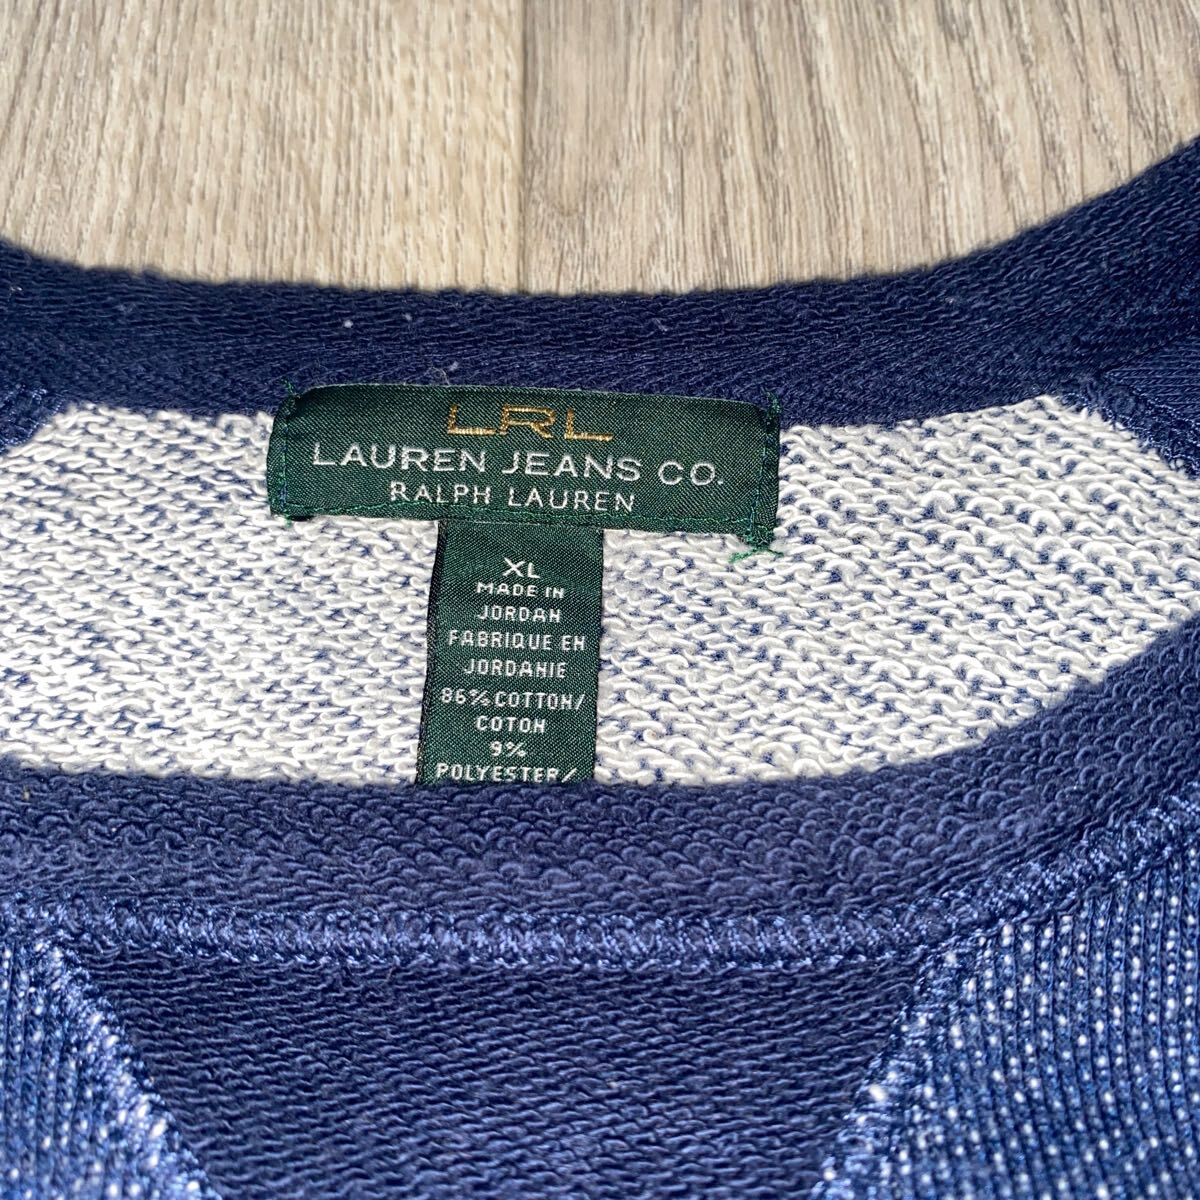 LRL
LAUREN JEANS CO.
RALPH LAUREN
XL
MADE IN
JORDAN
FABRIQUE EN
JORDANIE
86% COTTON/
COTON
9%
POLYESTER/